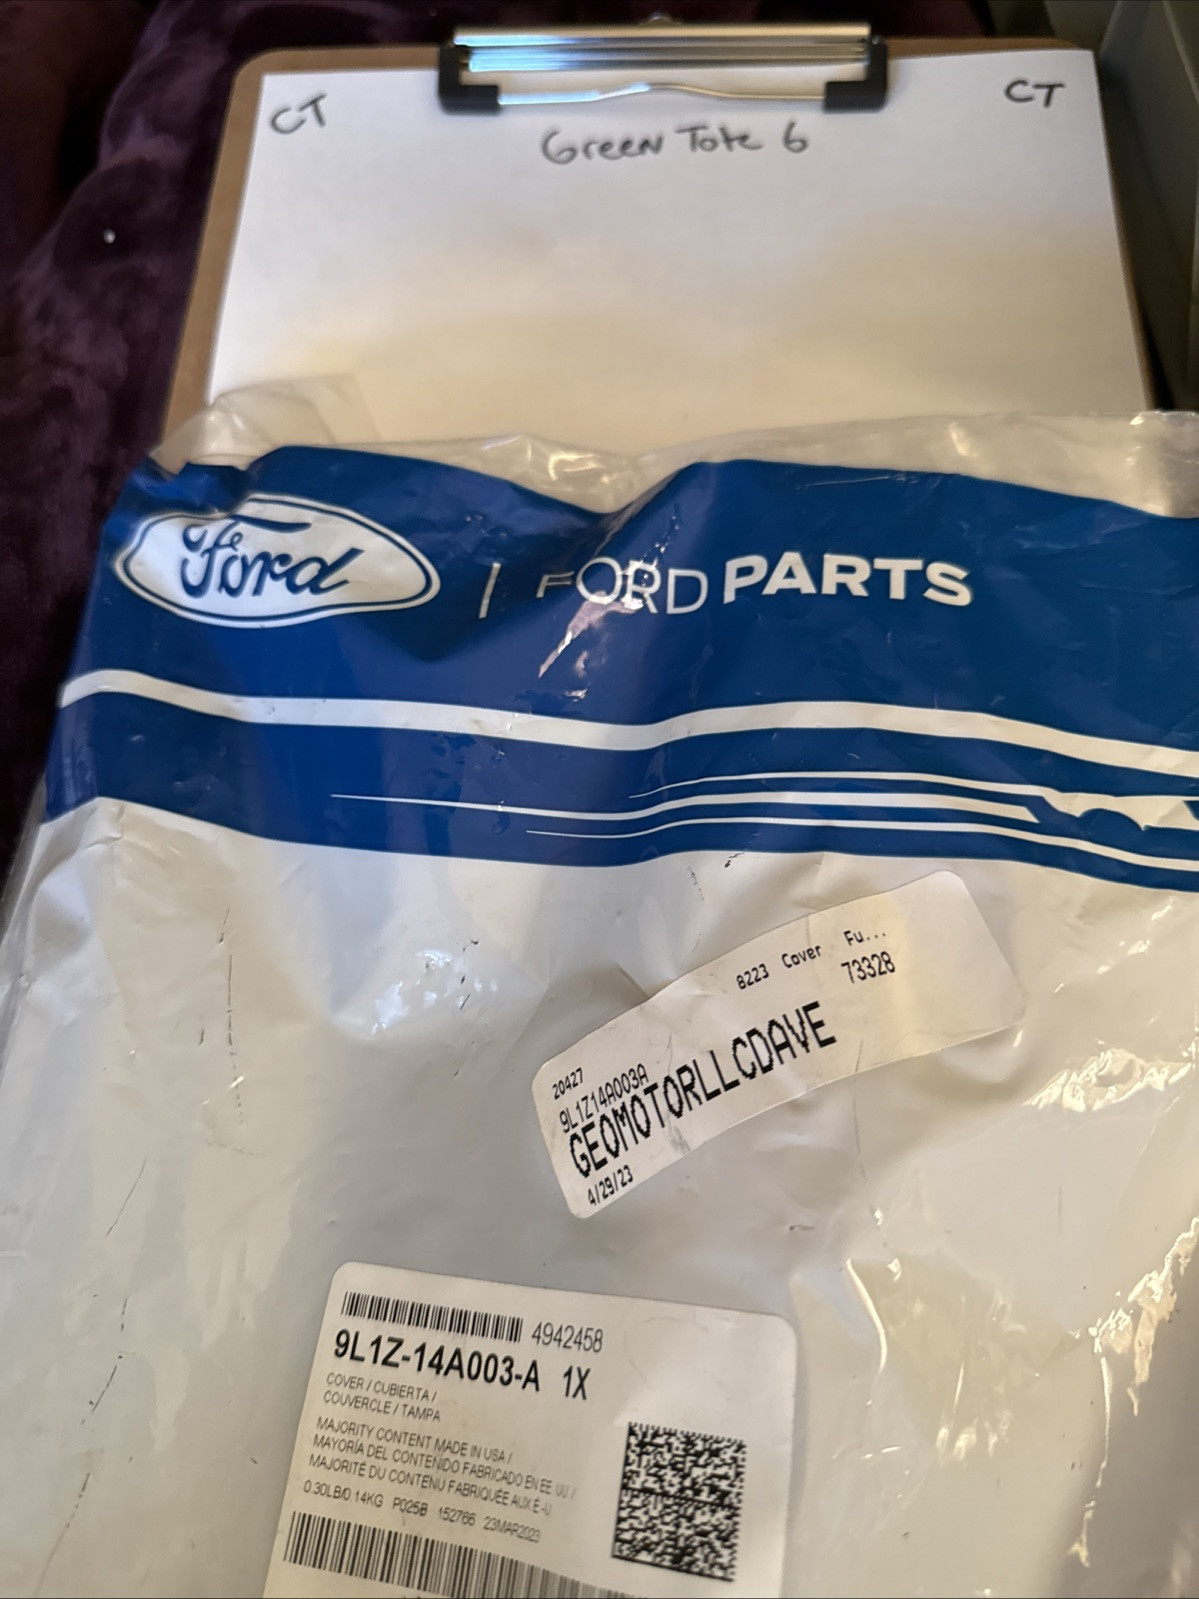 CT
CT
Green Tote 6
Ford | FORD PARTS
8223 Cover Fu...
73328
20427
9L1Z14A003A
GEOMOTORLLCDAVE
4/29/23
4942458
9L1Z-14A003-A 1X
COVER / CUBIERTA /
COUVERCLE / TAMPA
MAJORITY CONTENT MADE IN USA /
MAYORÍA DEL CONTENIDO FABRICADO EN EE UU /
MAJORITÉ DU CONTENU FABRIQUÉE AUX É.-U.
0.30LB/0.14KG P025B 152766 23MAR2023